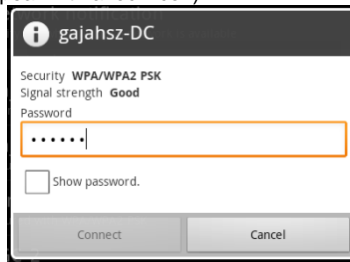 gajahsz-DC
Security WPA/WPA2 PSK
Signal strength Good
Password
••••••
Show password.
Connect Cancel